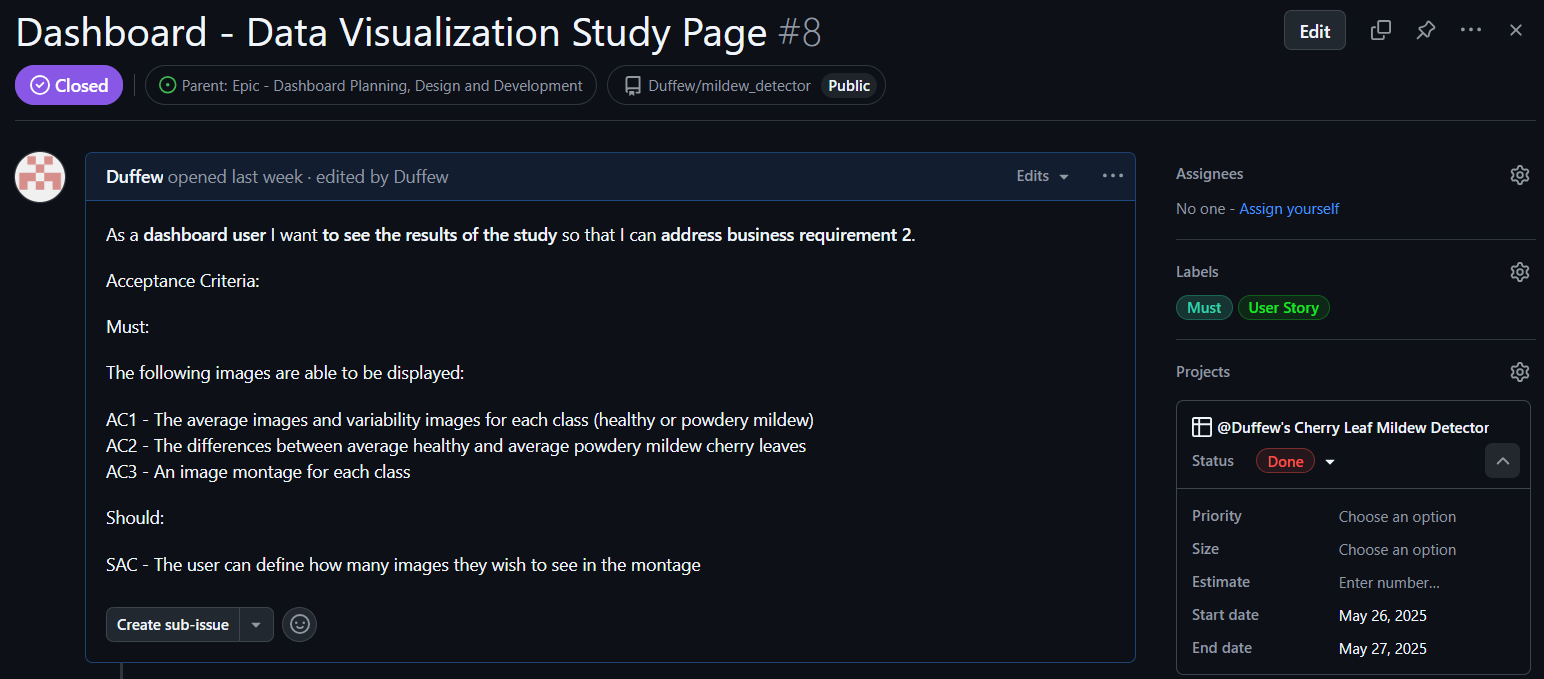 Dashboard - Data Visualization Study Page #8
Edit
Closed
Parent: Epic - Dashboard Planning, Design and Development
Duffew/mildew_detector Public
Duffew opened last week · edited by Duffew
Edits
As a dashboard user I want to see the results of the study so that I can address business requirement 2.
Acceptance Criteria:
Must:
The following images are able to be displayed:
AC1 - The average images and variability images for each class (healthy or powdery mildew)
AC2 - The differences between average healthy and average powdery mildew cherry leaves
AC3 - An image montage for each class
Should:
SAC - The user can define how many images they wish to see in the montage
Create sub-issue
Assignees
No one - Assign yourself
Labels
Must User Story
Projects
@Duffew's Cherry Leaf Mildew Detector
Status Done
Priority Choose an option
Size Choose an option
Estimate Enter number...
Start date May 26, 2025
End date May 27, 2025